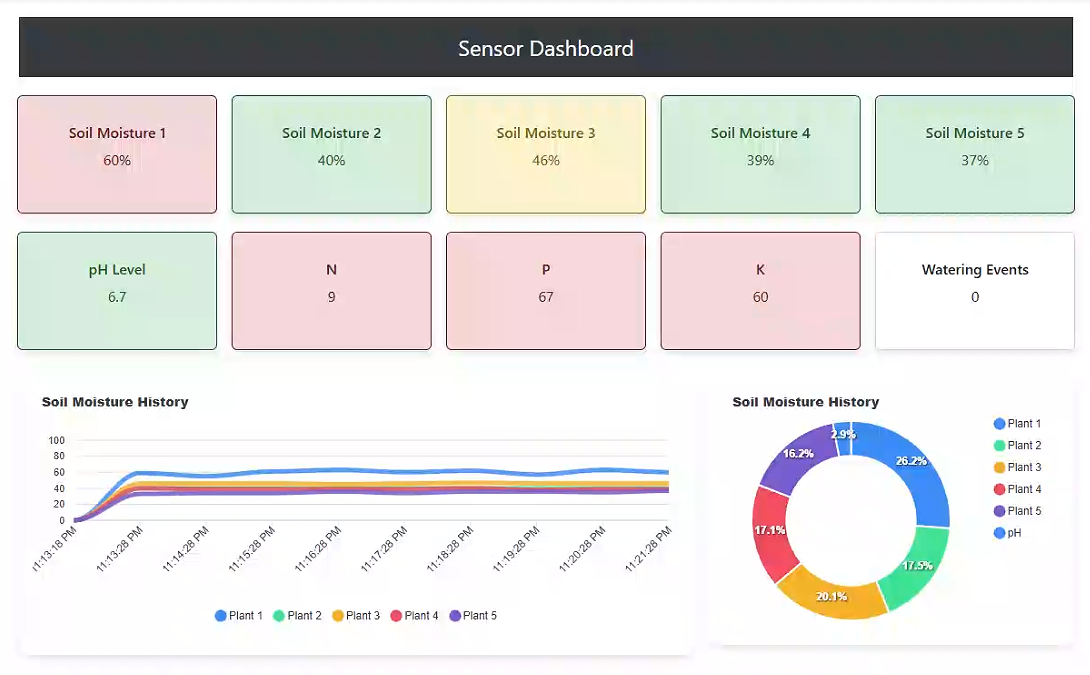 Sensor Dashboard
Soil Moisture 1
60%
Soil Moisture 2
40%
Soil Moisture 3
46%
Soil Moisture 4
39%
Soil Moisture 5
37%
pH Level
6.7
N
9
P
67
K
60
Watering Events
0
Soil Moisture History
100
80
60
40
20
0
11:13:18 PM
11:13:28 PM
11:14:28 PM
11:15:28 PM
11:16:28 PM
11:17:28 PM
11:18:28 PM
11:19:28 PM
11:20:28 PM
11:21:28 PM
Plant 1 Plant 2 Plant 3 Plant 4 Plant 5
Soil Moisture History
2.9%
26.2%
16.2%
17.1%
17.5%
20.1%
Plant 1
Plant 2
Plant 3
Plant 4
Plant 5
pH